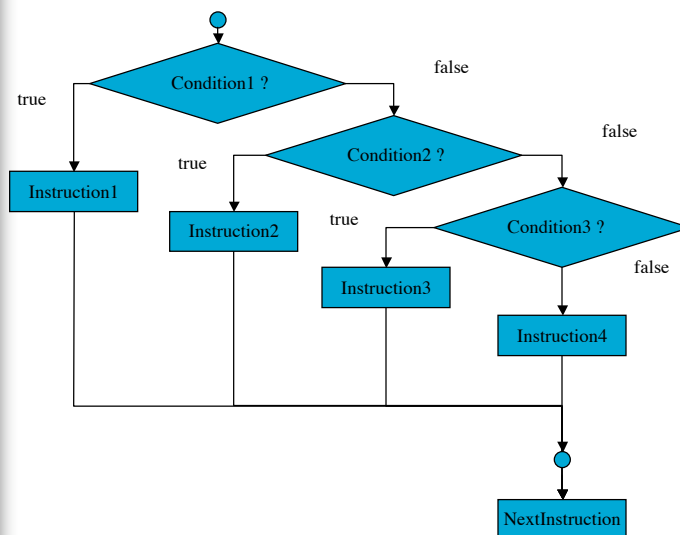 Condition1 ?
false
true
Condition2 ?
false
true
Instruction1
Condition3 ?
true
Instruction2
false
Instruction3
Instruction4
NextInstruction